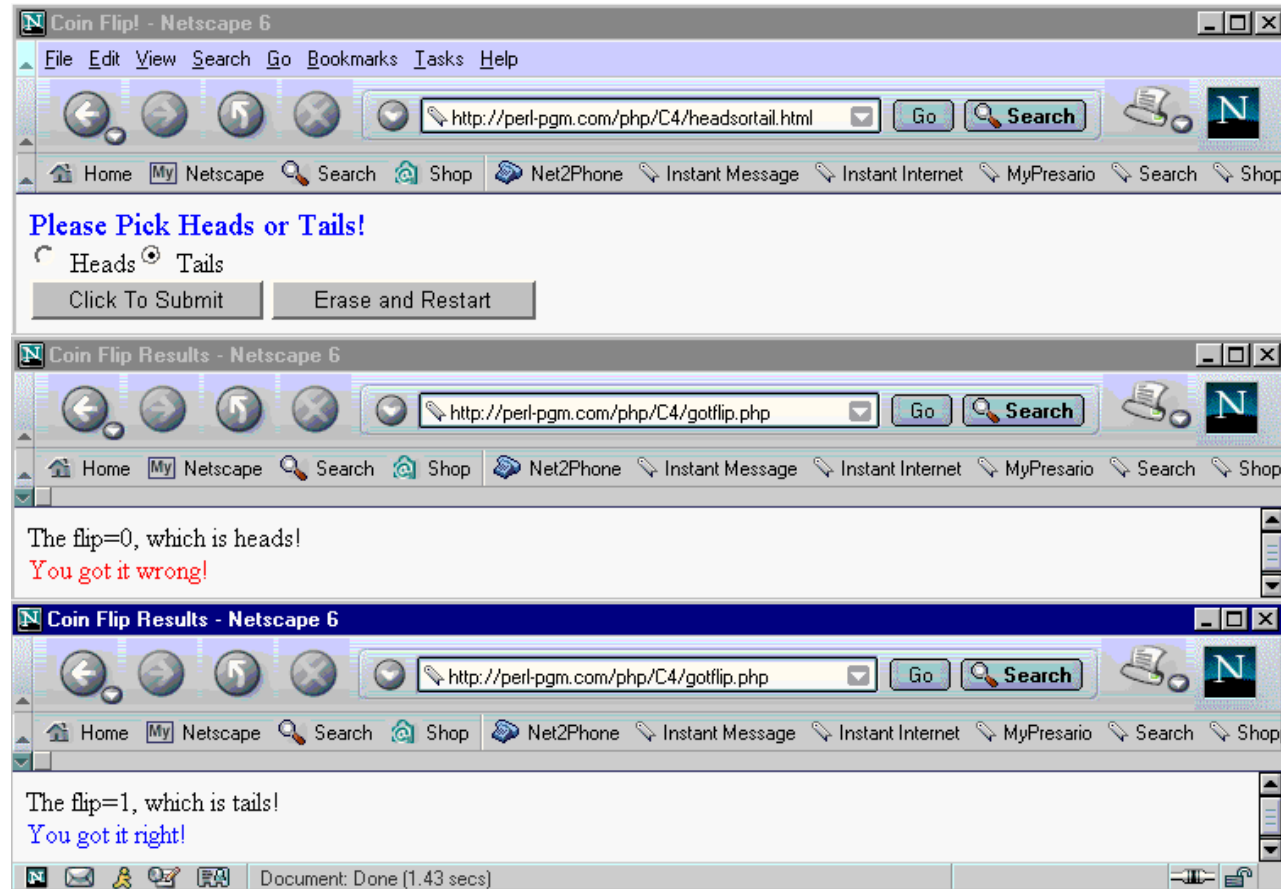 Coin Flip! - Netscape 6
File Edit View Search Go Bookmarks Tasks Help
http://perl-pgm.com/php/C4/headsortail.html Go Search N
Home My Netscape Search Shop Net2Phone Instant Message Instant Internet MyPresario Search Shop
Please Pick Heads or Tails!
Heads Tails
Click To Submit Erase and Restart
Coin Flip Results - Netscape 6
http://perl-pgm.com/php/C4/gotflip.php Go Search N
Home My Netscape Search Shop Net2Phone Instant Message Instant Internet MyPresario Search Shop
The flip=0, which is heads!
You got it wrong!
Coin Flip Results - Netscape 6
http://perl-pgm.com/php/C4/gotflip.php Go Search N
Home My Netscape Search Shop Net2Phone Instant Message Instant Internet MyPresario Search Shop
The flip=1, which is tails!
You got it right!
Document: Done (1.43 secs)